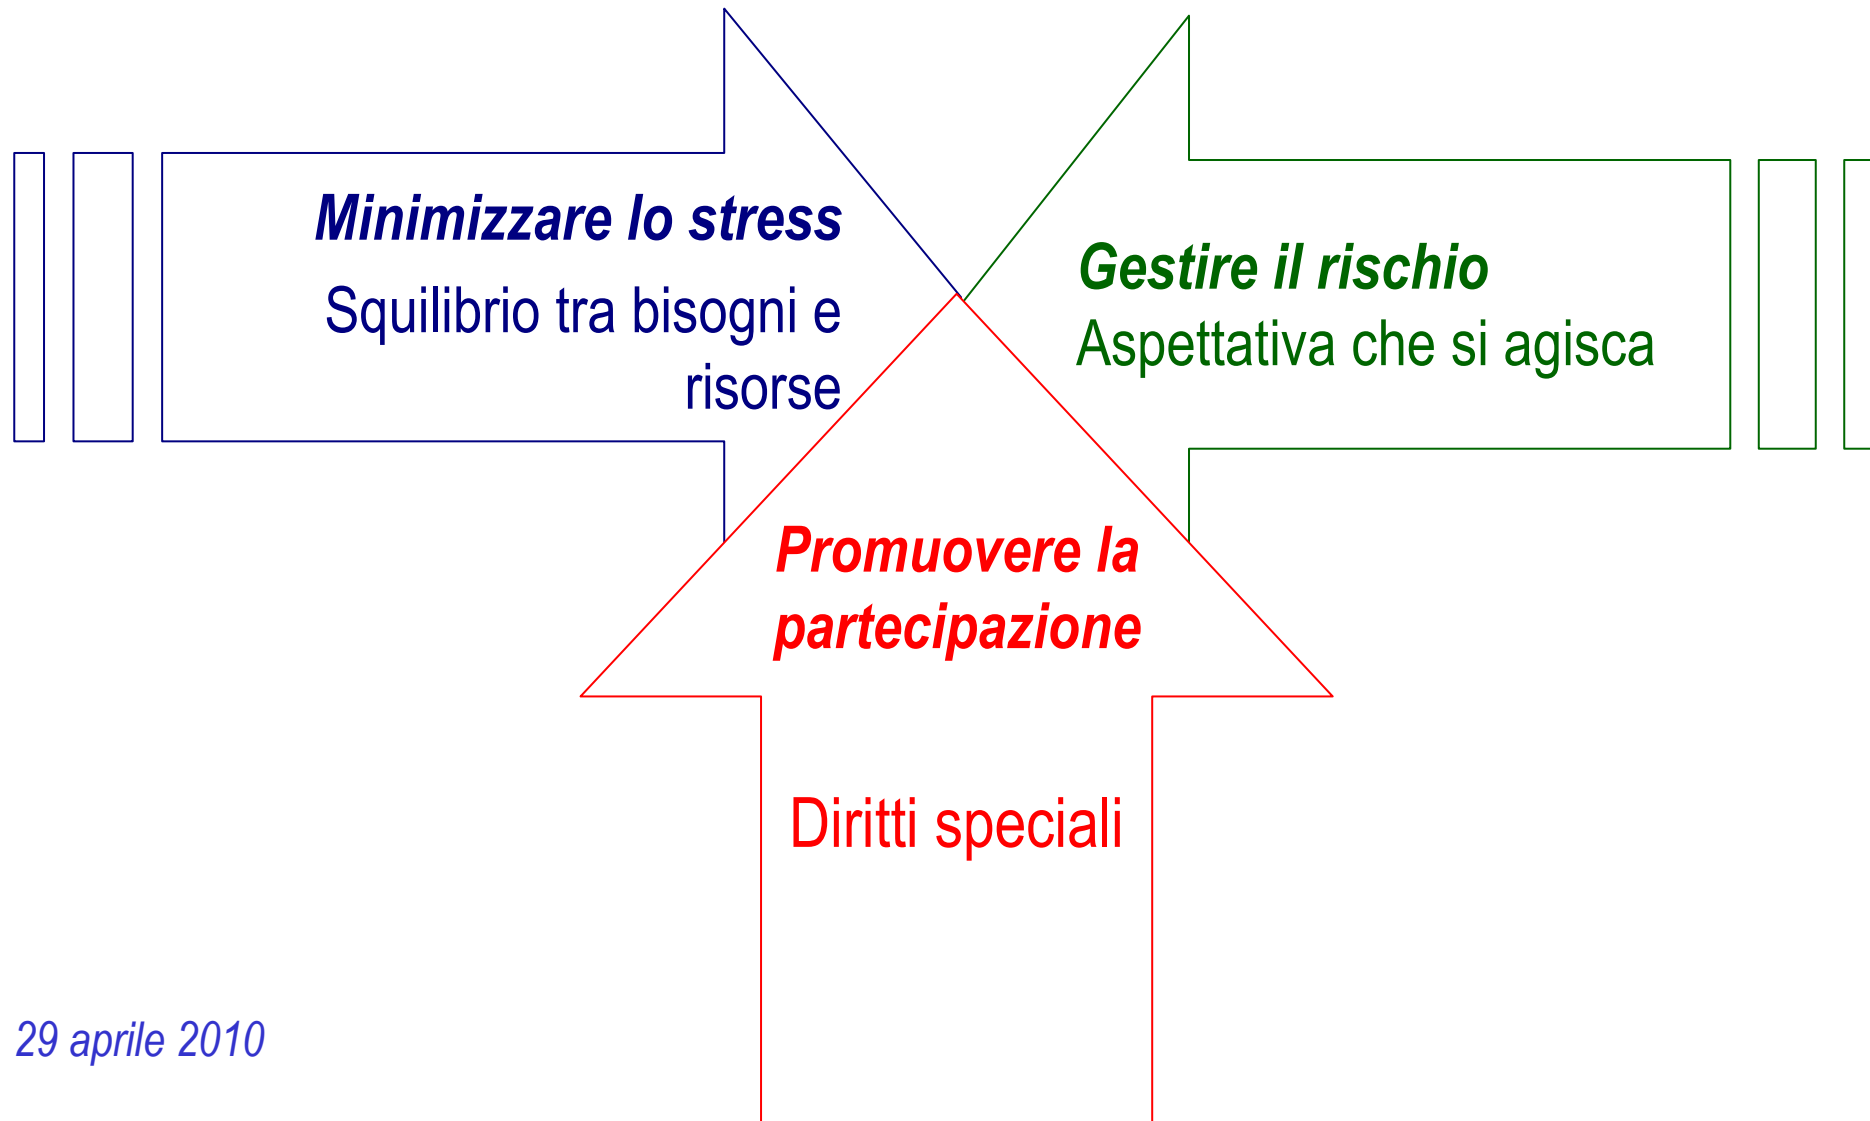 Minimizzare lo stress
Squilibrio tra bisogni e
risorse
Gestire il rischio
Aspettativa che si agisca
Promuovere la
partecipazione
Diritti speciali
29 aprile 2010